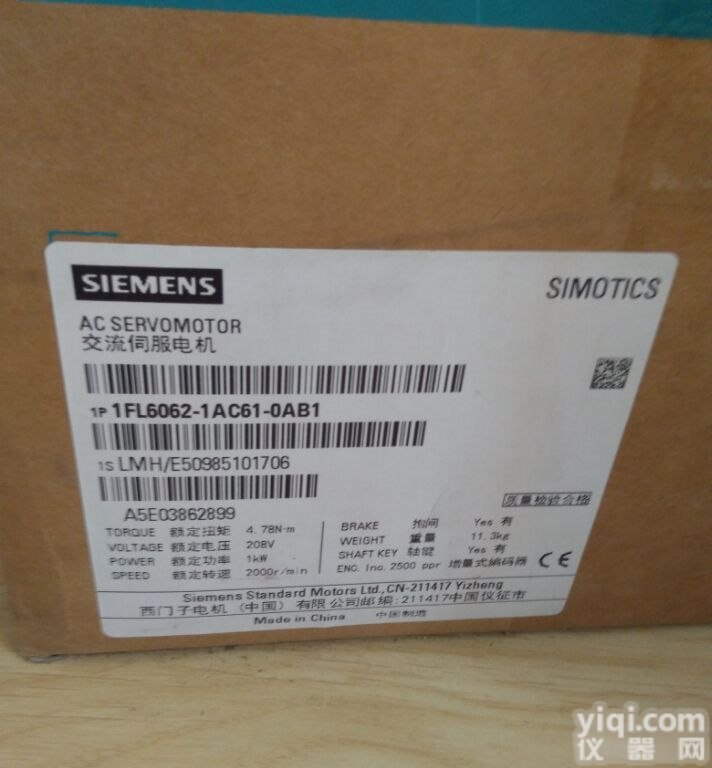 SIEMENS
SIMOTICS
AC SERVOMOTOR
交流伺服电机
1P 1FL6062-1AC61-0AB1
1S LMH/E50985101706
A5E03862899
质量检验合格
TORQUE 额定扭矩 4.78N·m
VOLTAGE 额定电压 208V
POWER 额定功率 1kW
SPEED 额定转速 2000r/min
BRAKE 抱闸 Yes 有
WEIGHT 重量 11.3kg
SHAFT KEY 轴键 Yes 有
ENC. Inc. 2500 ppr 增量式编码器
CE
Siemens Standard Motors Ltd.,CN-211417 Yizheng
西门子电机（中国）有限公司邮编:211417中国仪征市
Made in China 中国制造
yiqi.com
仪器网